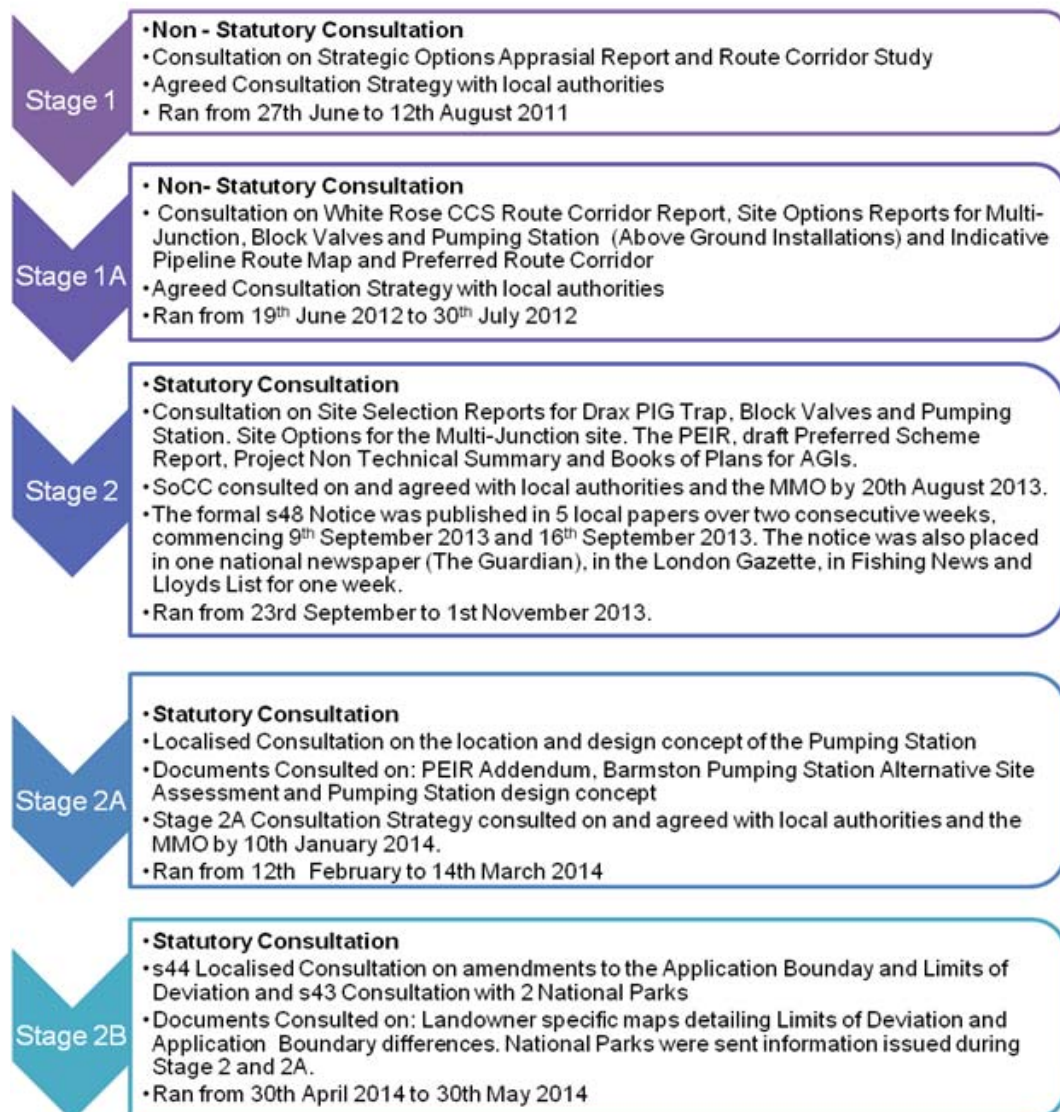 Stage 1
•Non - Statutory Consultation
•Consultation on Strategic Options Apprasial Report and Route Corridor Study
•Agreed Consultation Strategy with local authorities
• Ran from 27th June to 12th August 2011
Stage 1A
• Non- Statutory Consultation
• Consultation on White Rose CCS Route Corridor Report, Site Options Reports for Multi-
Junction, Block Valves and Pumping Station (Above Ground Installations) and Indicative
Pipeline Route Map and Preferred Route Corridor
•Agreed Consultation Strategy with local authorities
•Ran from 19th June 2012 to 30th July 2012
Stage 2
•Statutory Consultation
•Consultation on Site Selection Reports for Drax PIG Trap, Block Valves and Pumping
Station. Site Options for the Multi-Junction site. The PEIR, draft Preferred Scheme
Report, Project Non Technical Summary and Books of Plans for AGIs.
•SoCC consulted on and agreed with local authorities and the MMO by 20th August 2013.
•The formal s48 Notice was published in 5 local papers over two consecutive weeks,
commencing 9th September 2013 and 16th September 2013. The notice was also placed
in one national newspaper (The Guardian), in the London Gazette, in Fishing News and
Lloyds List for one week.
•Ran from 23rd September to 1st November 2013.
Stage 2A
•Statutory Consultation
•Localised Consultation on the location and design concept of the Pumping Station
•Documents Consulted on: PEIR Addendum, Barmston Pumping Station Alternative Site
Assessment and Pumping Station design concept
•Stage 2A Consultation Strategy consulted on and agreed with local authorities and the
MMO by 10th January 2014.
•Ran from 12th February to 14th March 2014
Stage 2B
•Statutory Consultation
•s44 Localised Consultation on amendments to the Application Bounday and Limits of
Deviation and s43 Consultation with 2 National Parks
•Documents Consulted on: Landowner specific maps detailing Limits of Deviation and
Application Boundary differences. National Parks were sent information issued during
Stage 2 and 2A.
•Ran from 30th April 2014 to 30th May 2014